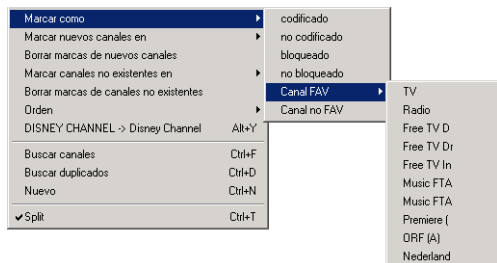 Marcar como
Marcar nuevos canales en
Borrar marcas de nuevos canales
Marcar canales no existentes en
Borrar marcas de canales no existentes
Orden
DISNEY CHANNEL -> Disney Channel Alt+Y
Buscar canales Ctrl+F
Buscar duplicados Ctrl+D
Nuevo Ctrl+N
Split Ctrl+T
codificado
no codificado
bloqueado
no bloqueado
Canal FAV
Canal no FAV
TV
Radio
Free TV D
Free TV Dr
Free TV In
Music FTA
Music FTA
Premiere (
ORF (A)
Nederland